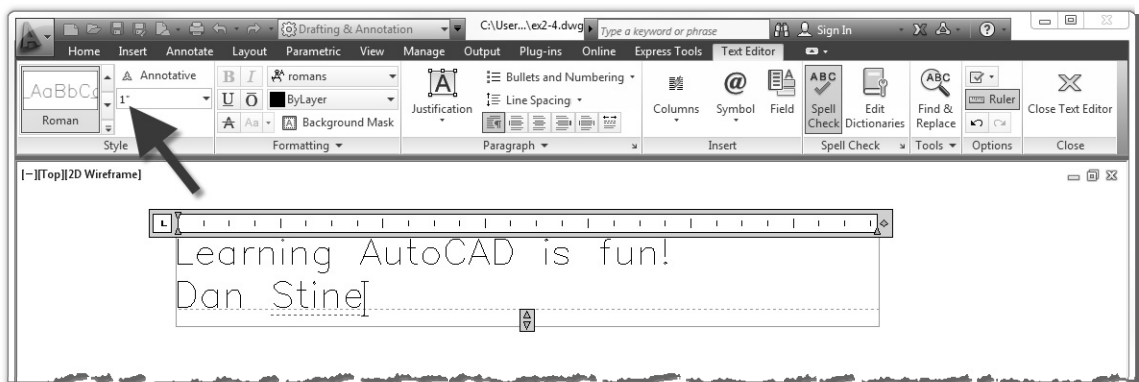 Drafting & Annotation
C:\User...\ex2-4.dwg
Type a keyword or phrase
Sign In
Home Insert Annotate Layout Parametric View Manage Output Plug-ins Online Express Tools Text Editor
AaBbCc
Roman
Annotative
1"
Style
B I romans
U O ByLayer
A Aa Background Mask
Formatting
A
Justification
Bullets and Numbering
Line Spacing
Paragraph
Columns
@
Symbol
Field
Insert
ABC
Spell
Check
Edit
Dictionaries
Spell Check
ABC
Find &
Replace
Tools
Ruler
Options
Close Text Editor
Close
[−][Top][2D Wireframe]
L
Learning AutoCAD is fun!
Dan Stine